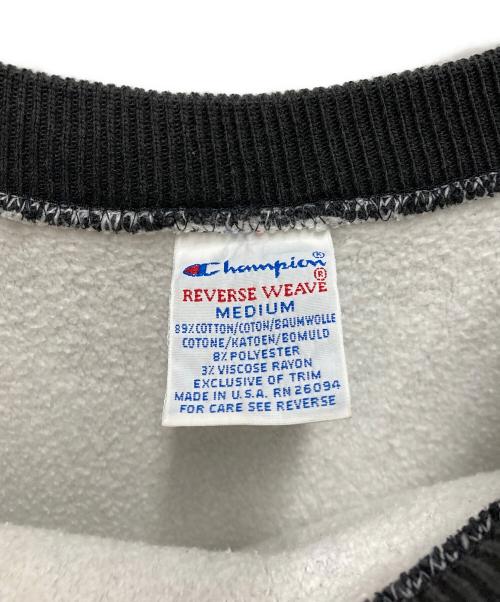 Champion®
REVERSE WEAVE®
MEDIUM
89% COTTON/COTON/BAUMWOLLE
COTONE/KATOEN/BOMULD
8% POLYESTER
3% VISCOSE RAYON
EXCLUSIVE OF TRIM
MADE IN U.S.A. RN 26094
FOR CARE SEE REVERSE